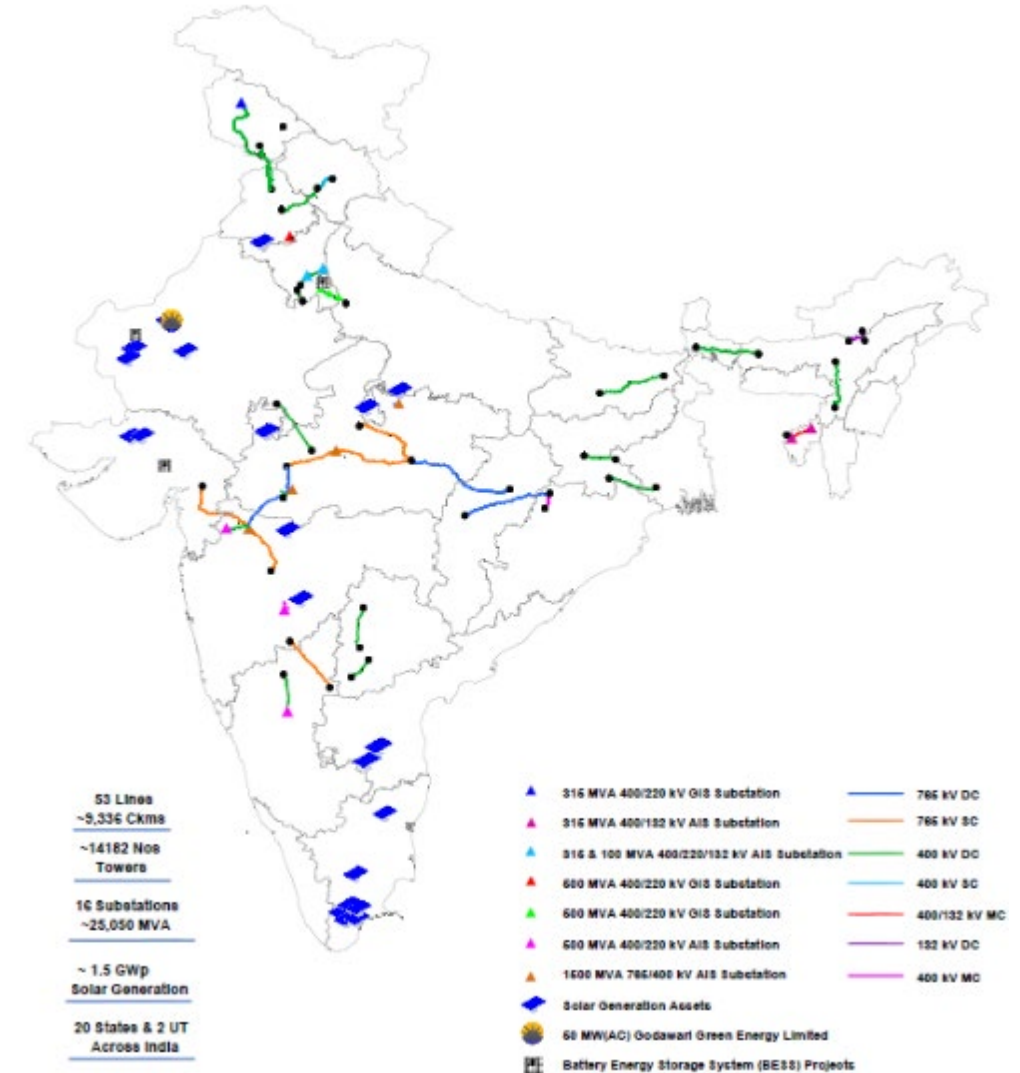 53 Lines
~9,336 Ckms
~14182 Nos
Towers
16 Substations
~25,050 MVA
~ 1.5 GWp
Solar Generation
20 States & 2 UT
Across India
315 MVA 400/220 kV GIS Substation
315 MVA 400/132 kV AIS Substation
315 & 100 MVA 400/220/132 kV AIS Substation
500 MVA 400/220 kV GIS Substation
500 MVA 400/220 kV GIS Substation
500 MVA 400/220 kV AIS Substation
1500 MVA 765/400 kV AIS Substation
Solar Generation Assets
50 MW(AC) Godawari Green Energy Limited
Battery Energy Storage System (BESS) Projects
765 kV DC
765 kV SC
400 kV DC
400 kV SC
400/132 kV MC
132 kV DC
400 kV MC